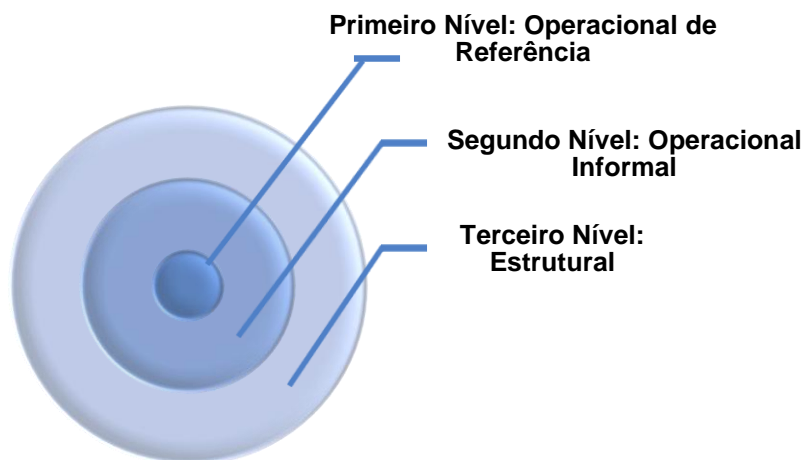 Primeiro Nível: Operacional de
Referência
Segundo Nível: Operacional
Informal
Terceiro Nível:
Estrutural